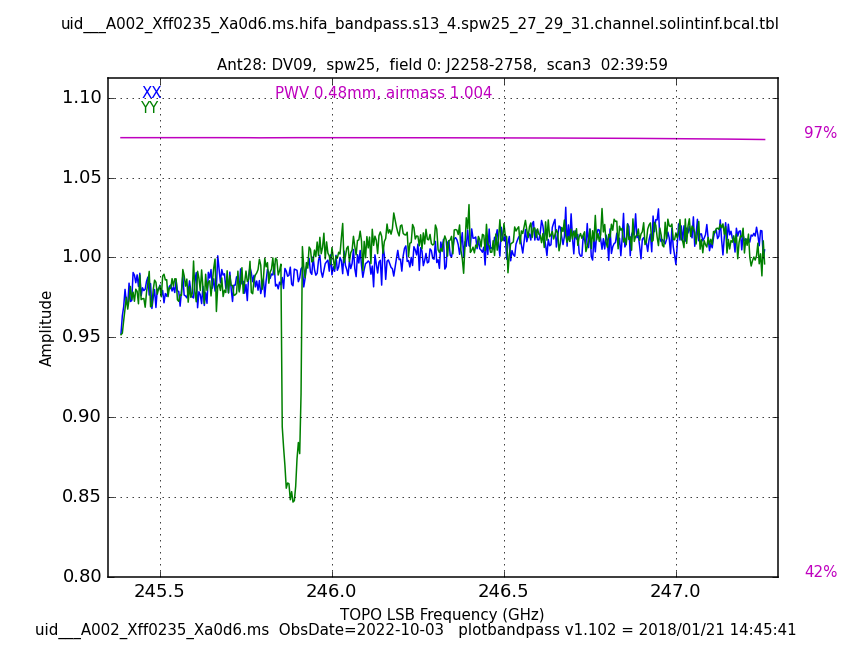 uid___A002_Xff0235_Xa0d6.ms.hifa_bandpass.s13_4.spw25_27_29_31.channel.solintinf.bcal.tbl
Ant28: DV09,  spw25,  field 0: J2258-2758,  scan3  02:39:59
XX
YY
PWV 0.48mm, airmass 1.004
97%
42%
1.10
1.05
1.00
0.95
0.90
0.85
0.80
Amplitude
245.5 246.0 246.5 247.0
TOPO LSB Frequency (GHz)
uid___A002_Xff0235_Xa0d6.ms  ObsDate=2022-10-03   plotbandpass v1.102 = 2018/01/21 14:45:41